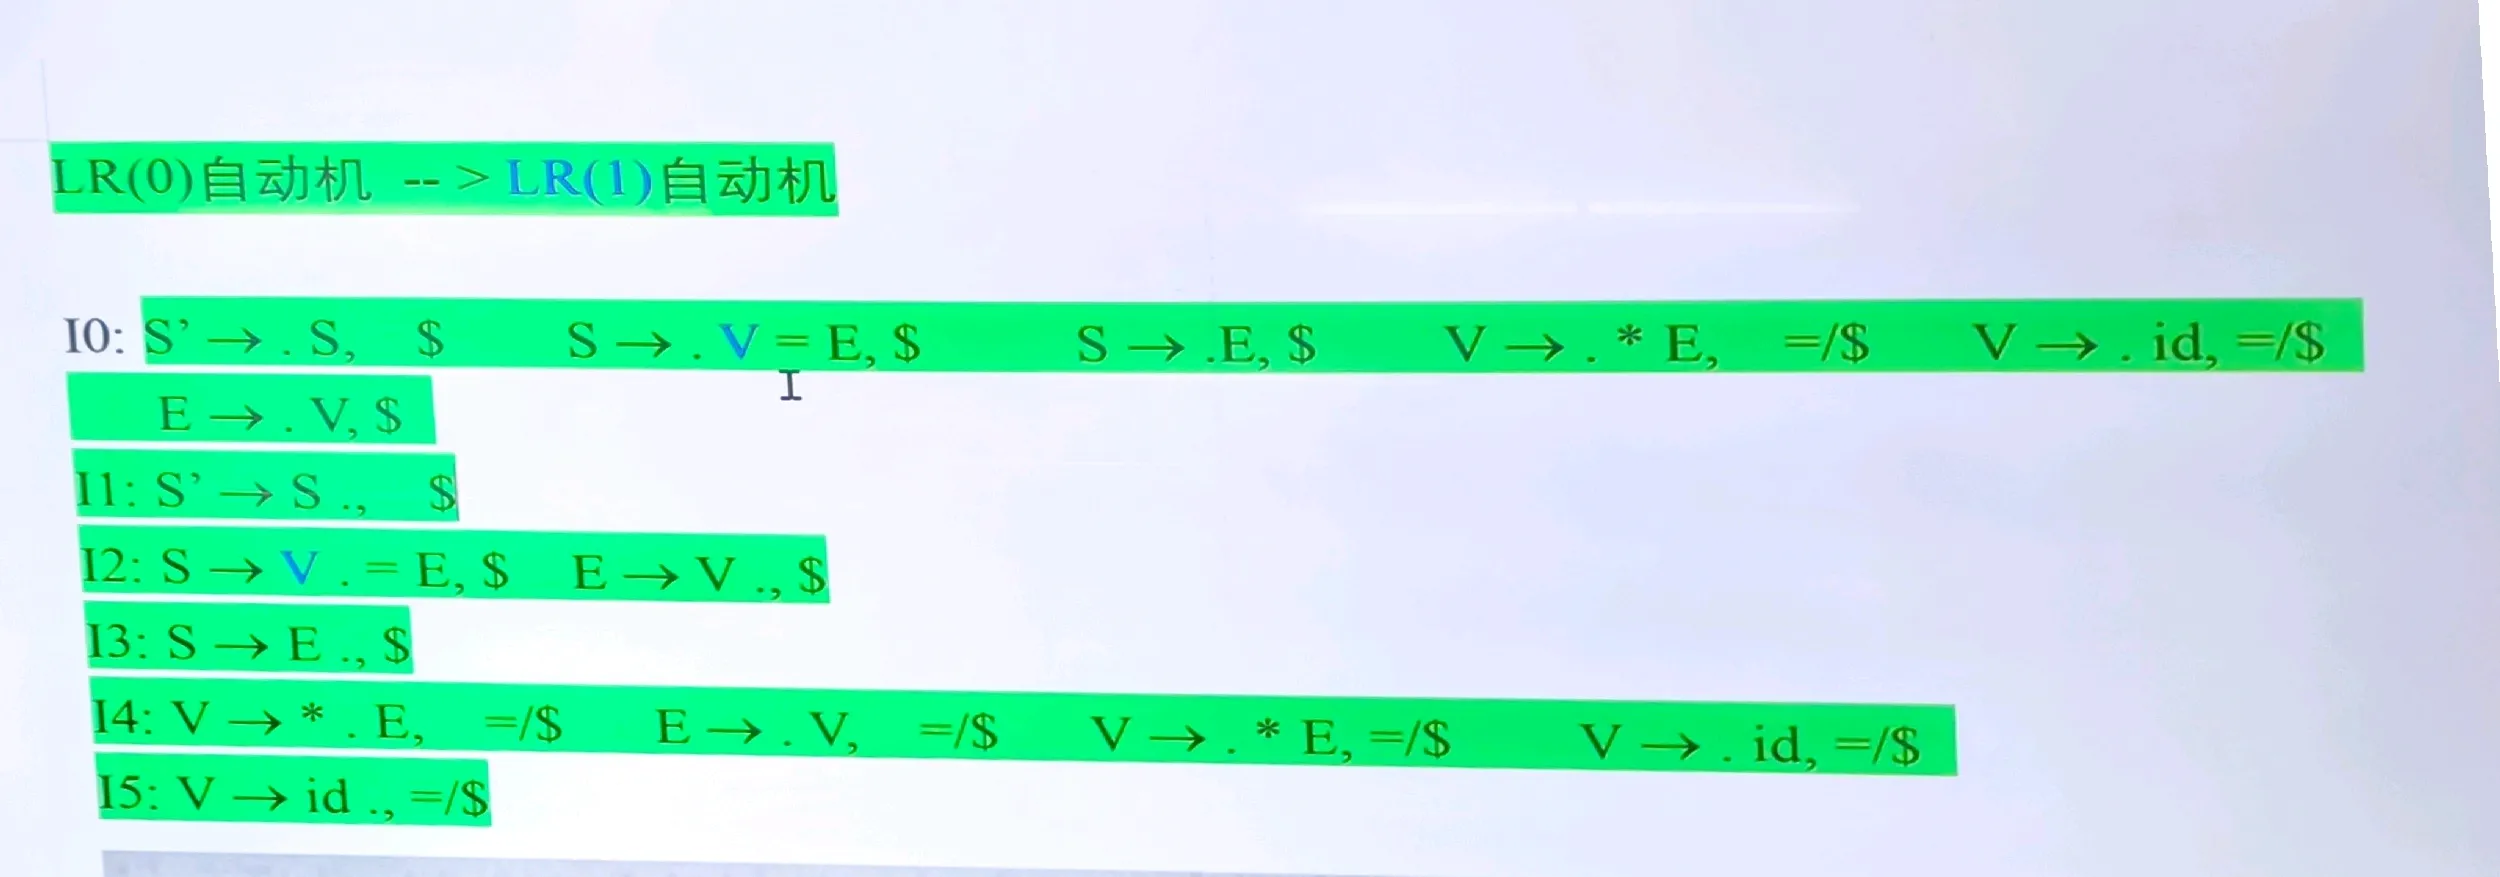 LR(0)自动机 -- > LR(1)自动机
I0: S’ → . S, $ S → . V = E, $ S → .E, $ V → . * E, =/$ V → . id, =/$
E → . V, $
I1: S’ → S ., $
I2: S → V . = E, $ E → V ., $
I3: S → E ., $
I4: V → * . E, =/$ E → . V, =/$ V → . * E, =/$ V → . id, =/$
I5: V → id ., =/$